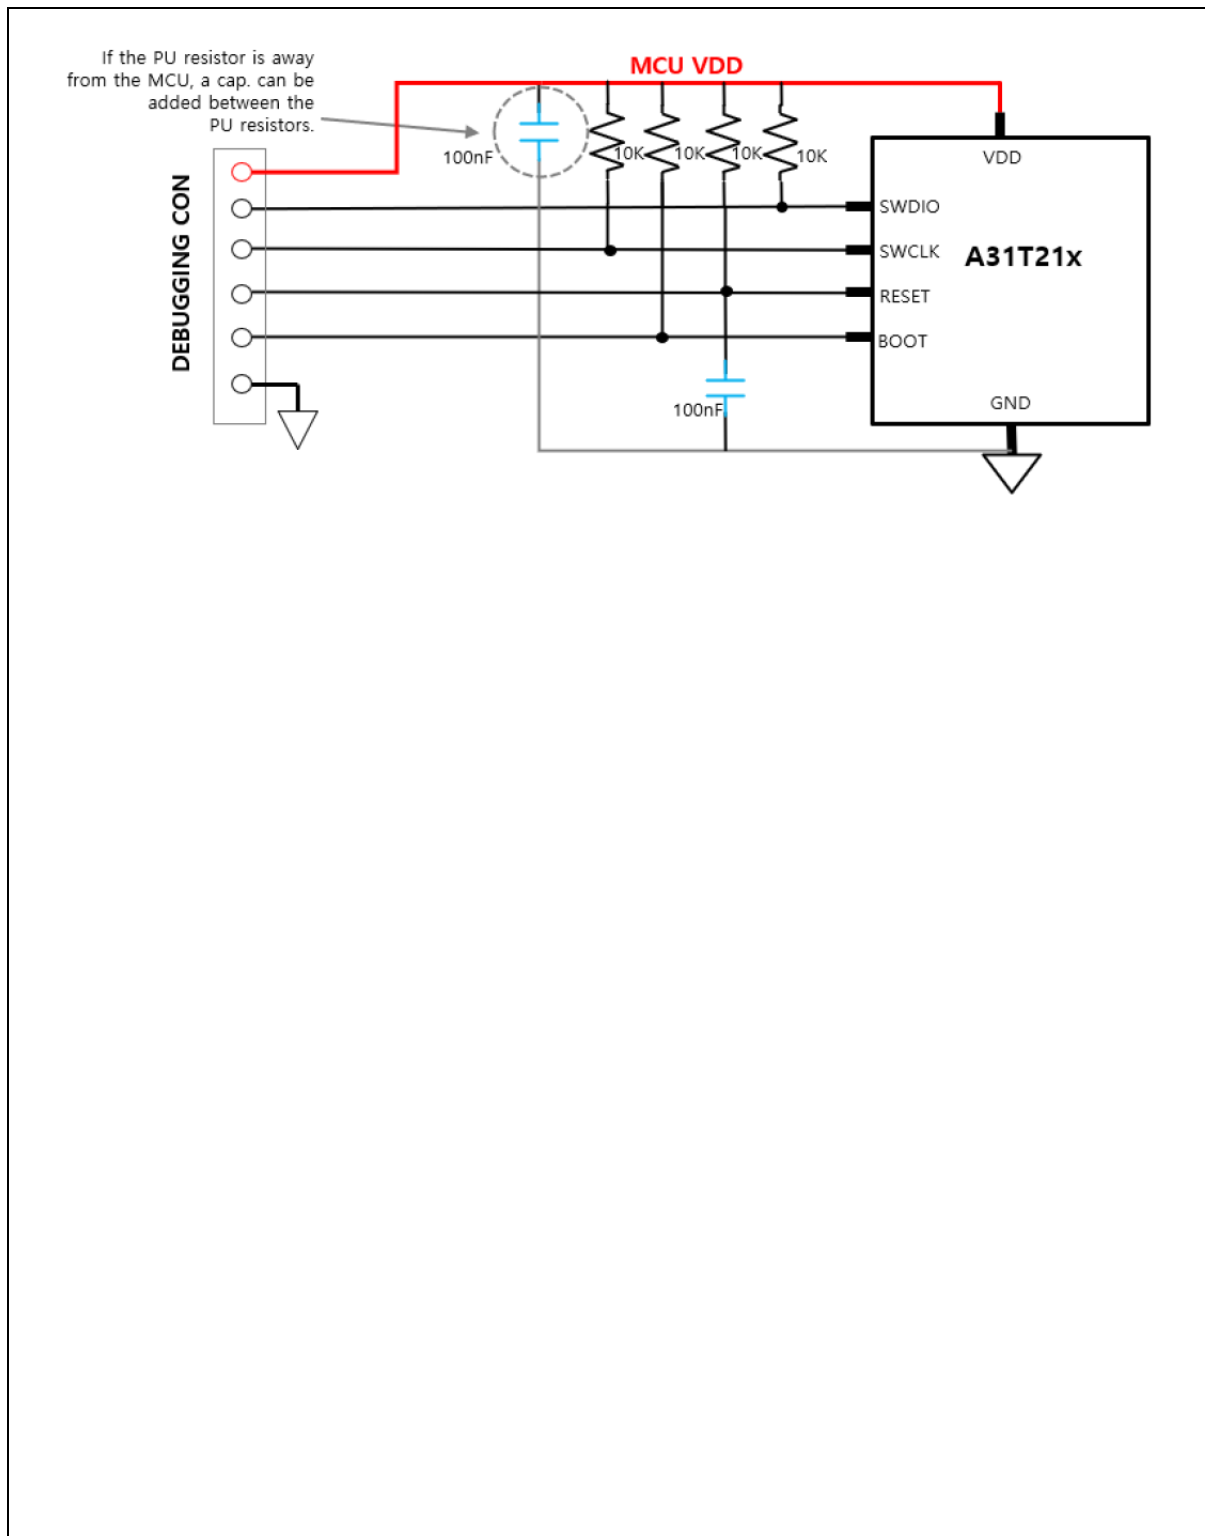 If the PU resistor is away
from the MCU, a cap. can be
added between the
PU resistors.
MCU VDD
100nF
10K
10K
10K
10K
VDD
DEBUGGING CON
SWDIO
SWCLK
A31T21x
RESET
BOOT
100nF
GND